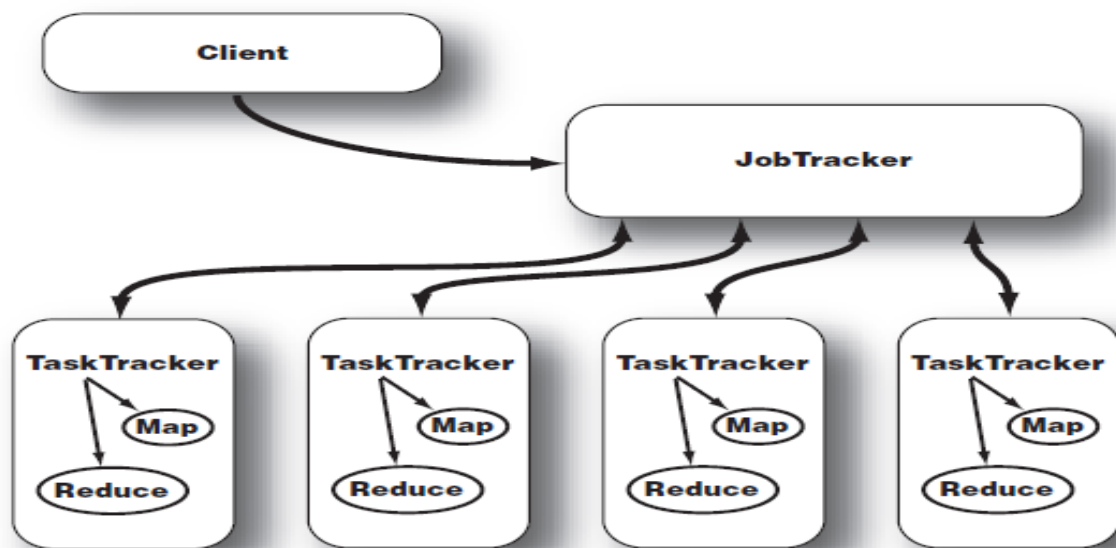 Client
JobTracker
TaskTracker
Map
Reduce
TaskTracker
Map
Reduce
TaskTracker
Map
Reduce
TaskTracker
Map
Reduce